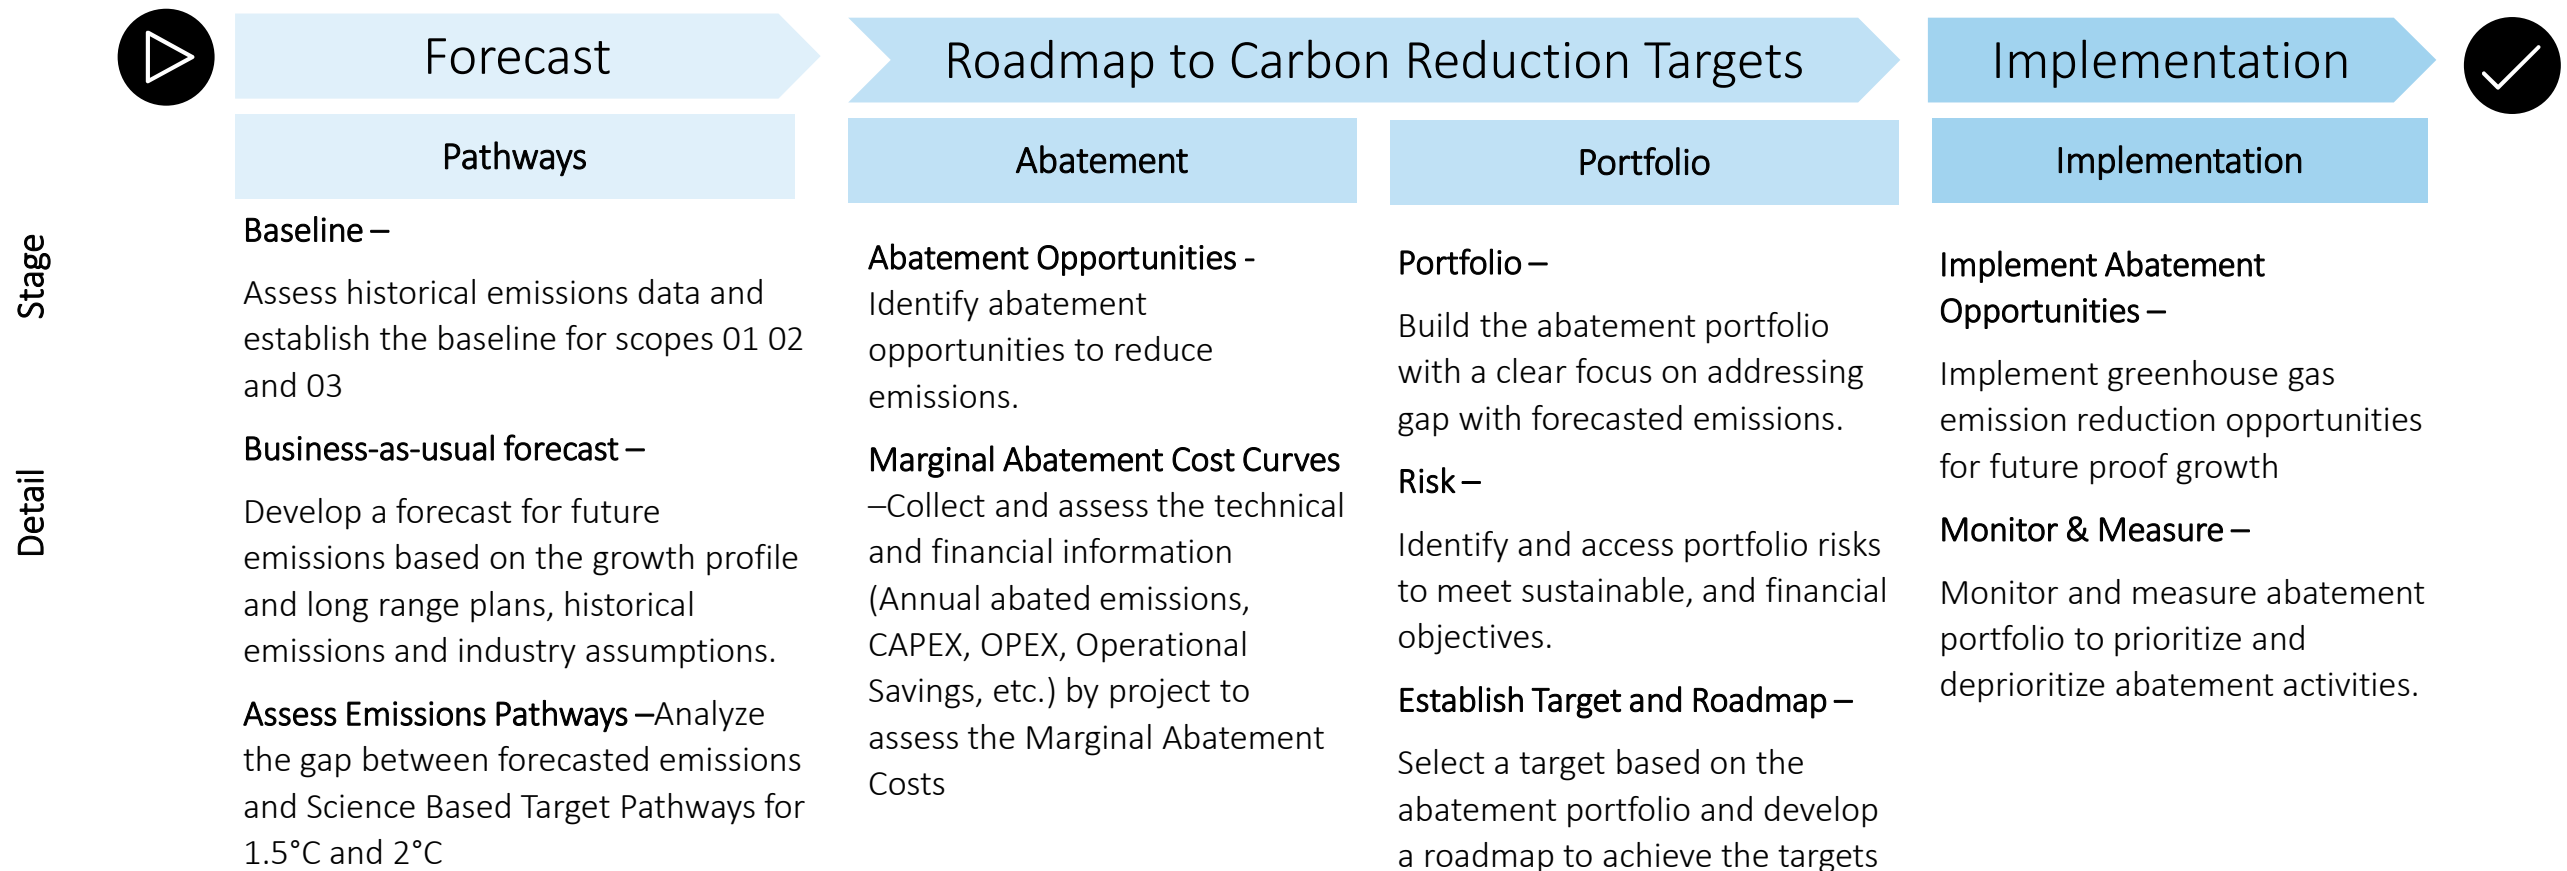 Forecast
Roadmap to Carbon Reduction Targets
Implementation
Pathways
Abatement
Portfolio
Implementation
Stage
Detail
Baseline –
Assess historical emissions data and
establish the baseline for scopes 01 02
and 03
Business-as-usual forecast –
Develop a forecast for future
emissions based on the growth profile
and long range plans, historical
emissions and industry assumptions.
Assess Emissions Pathways –Analyze
the gap between forecasted emissions
and Science Based Target Pathways for
1.5°C and 2°C
Abatement Opportunities -
Identify abatement
opportunities to reduce
emissions.
Marginal Abatement Cost Curves
–Collect and assess the technical
and financial information
(Annual abated emissions,
CAPEX, OPEX, Operational
Savings, etc.) by project to
assess the Marginal Abatement
Costs
Portfolio –
Build the abatement portfolio
with a clear focus on addressing
gap with forecasted emissions.
Risk –
Identify and access portfolio risks
to meet sustainable, and financial
objectives.
Establish Target and Roadmap –
Select a target based on the
abatement portfolio and develop
a roadmap to achieve the targets
Implement Abatement
Opportunities –
Implement greenhouse gas
emission reduction opportunities
for future proof growth
Monitor & Measure –
Monitor and measure abatement
portfolio to prioritize and
deprioritize abatement activities.